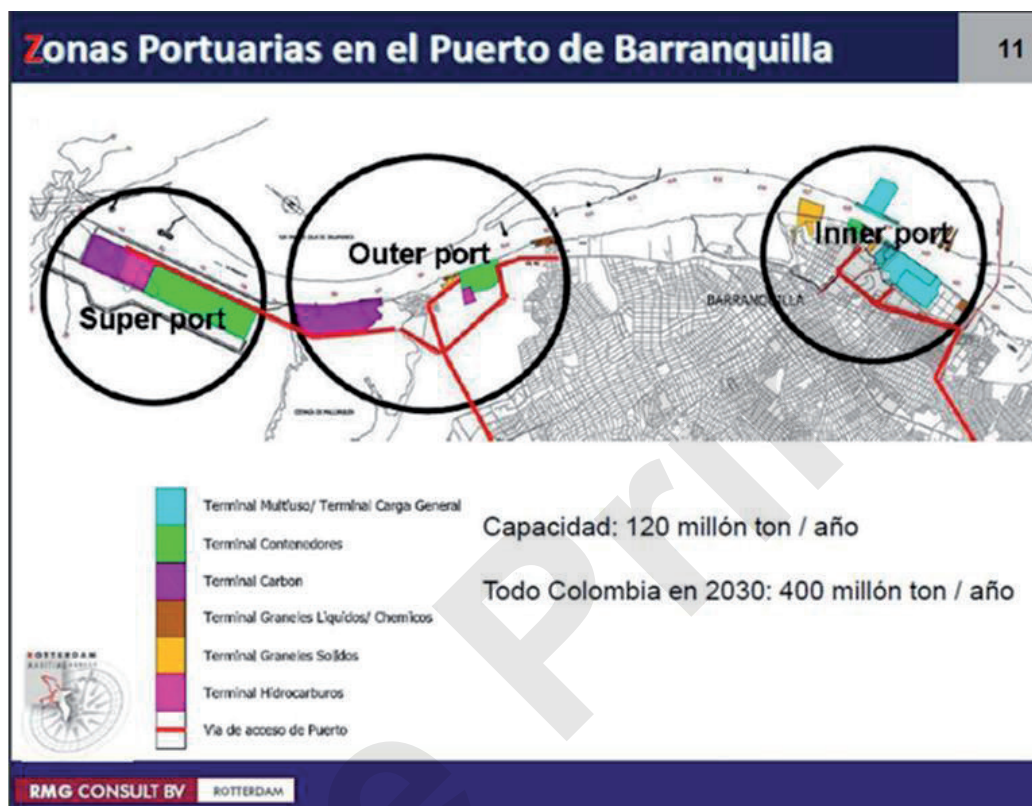 Zonas Portuarias en el Puerto de Barranquilla
11
Outer port
Inner port
Super port
BARRANQUILLA
Terminal Multiuso/ Terminal Carga General
Terminal Contenedores
Terminal Carbon
Terminal Graneles Liquidos/ Chemicos
Terminal Graneles Solidos
Terminal Hidrocarburos
Via de acceso de Puerto
Capacidad: 120 millón ton / año
Todo Colombia en 2030: 400 millón ton / año
ROTTERDAM
RMG CONSULT BV
ROTTERDAM